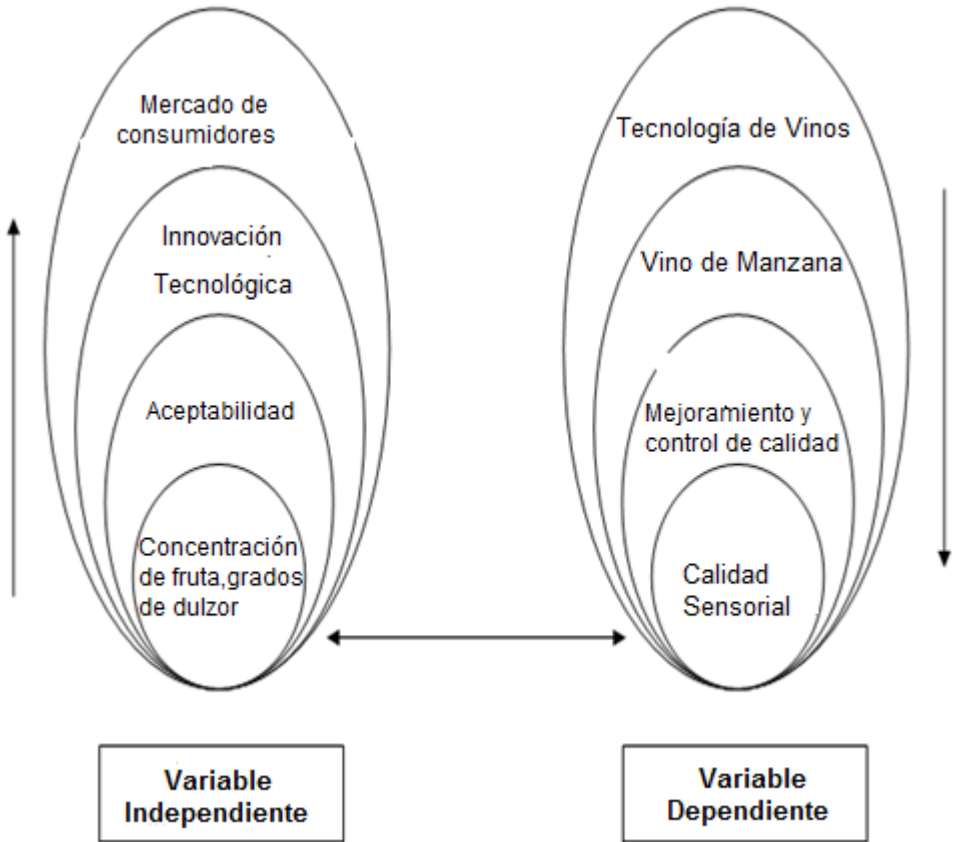 Mercado de
consumidores
Innovación
Tecnológica
Aceptabilidad
Concentración
de fruta,grados
de dulzor
Variable
Independiente
Tecnología de Vinos
Vino de Manzana
Mejoramiento y
control de calidad
Calidad
Sensorial
Variable
Dependiente